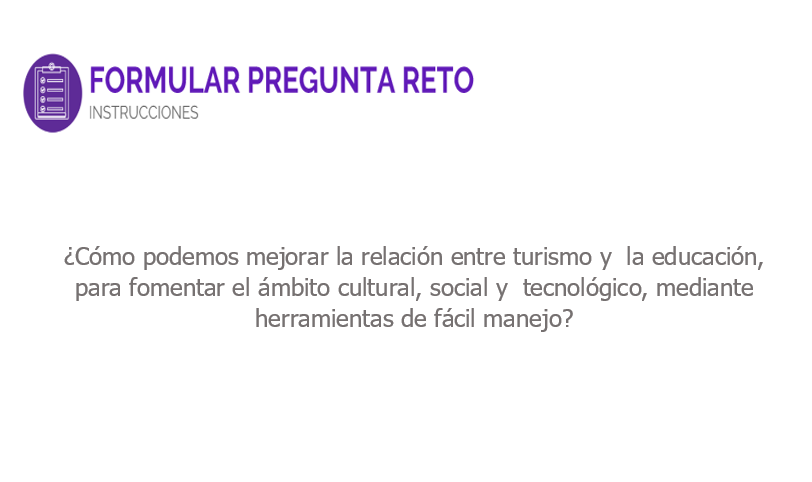 FORMULAR PREGUNTA RETO
INSTRUCCIONES
¿Cómo podemos mejorar la relación entre turismo y la educación,
para fomentar el ámbito cultural, social y tecnológico, mediante
herramientas de fácil manejo?